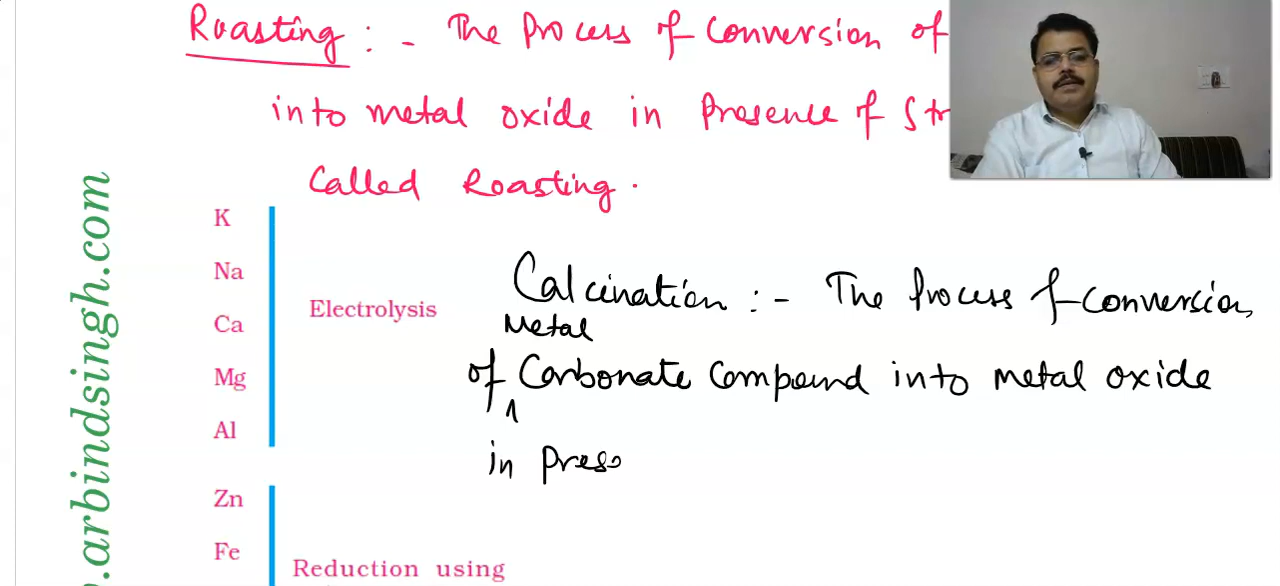 Roasting : - The Process of Conversion of
into metal oxide in Presence of Str
Called Roasting .
K
Na
Ca
Mg
Al
Electrolysis
Calcination : - The Process of conversion
Metal
of Carbonate Compound into metal oxide
in Prese
Zn
Fe
Reduction using
.arbindsingh.com